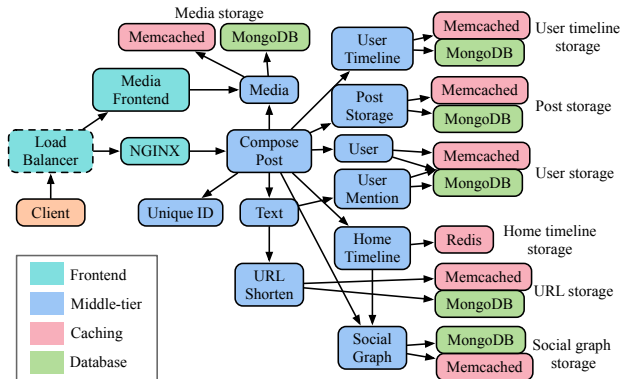 Media storage
Memcached
MongoDB
User
Timeline
Memcached
MongoDB
User timeline
storage
Media
Frontend
Media
Post
Storage
Memcached
MongoDB
Post storage
Load
Balancer
NGINX
Compose
Post
User
Memcached
MongoDB
User storage
User
Mention
Client
Unique ID
Text
Home
Timeline
Redis
Home timeline
storage
URL
Shorten
Memcached
MongoDB
URL storage
Social
Graph
MongoDB
Memcached
Social graph
storage
Frontend
Middle-tier
Caching
Database